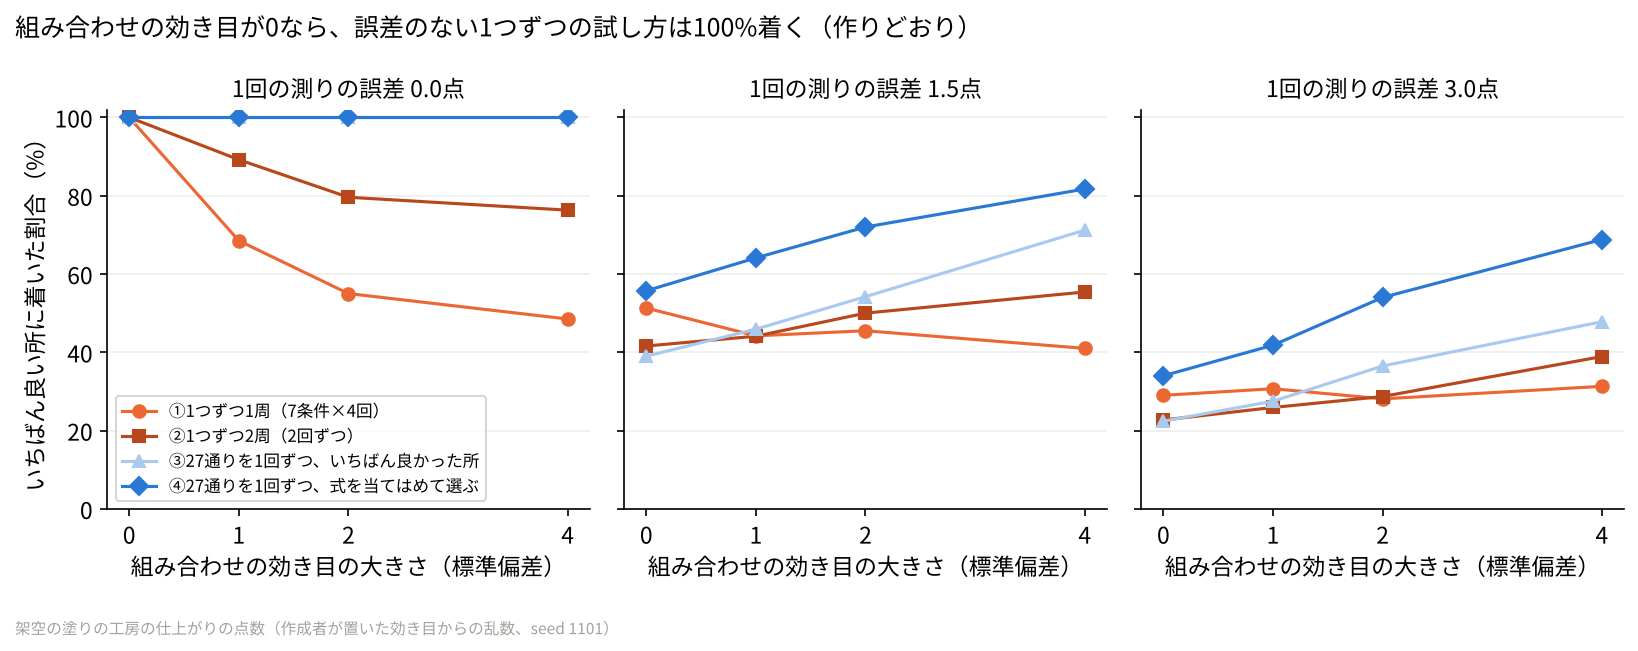 組み合わせの効き目が0なら、誤差のない1つずつの試し方は100%着く（作りどおり）
1回の測りの誤差 0.0点
1回の測りの誤差 1.5点
1回の測りの誤差 3.0点
いちばん良い所に着いた割合（%）
100
80
60
40
20
0
①1つずつ1周（7条件×4回）
②1つずつ2周（2回ずつ）
③27通りを1回ずつ、いちばん良かった所
④27通りを1回ずつ、式を当てはめて選ぶ
0 1 2 4
0 1 2 4
0 1 2 4
組み合わせの効き目の大きさ（標準偏差）
組み合わせの効き目の大きさ（標準偏差）
組み合わせの効き目の大きさ（標準偏差）
架空の塗りの工房の仕上がりの点数（作成者が置いた効き目からの乱数、seed 1101）